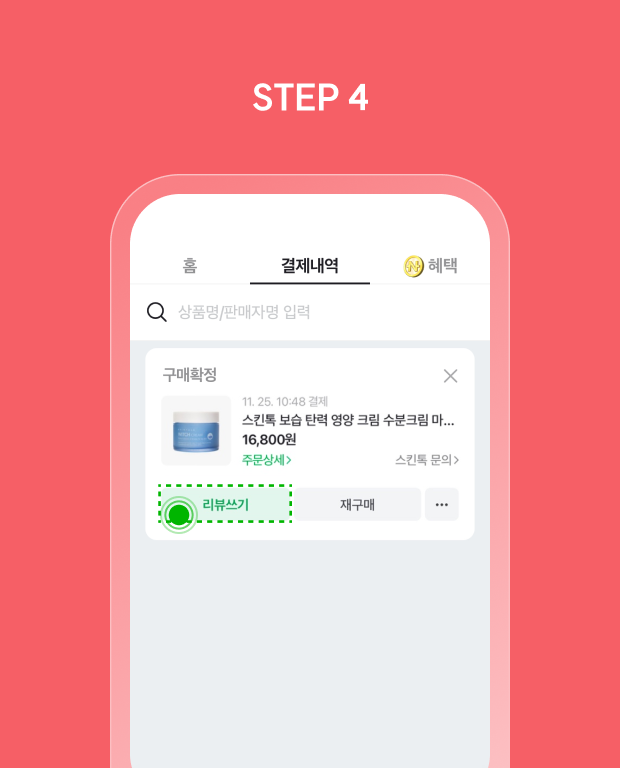 STEP 4
홈 결제내역 혜택
상품명/판매자명 입력
구매확정
11. 25. 10:48 결제
스킨톡 보습 탄력 영양 크림 수분크림 마...
16,800원
주문상세 스킨톡 문의
리뷰쓰기 재구매